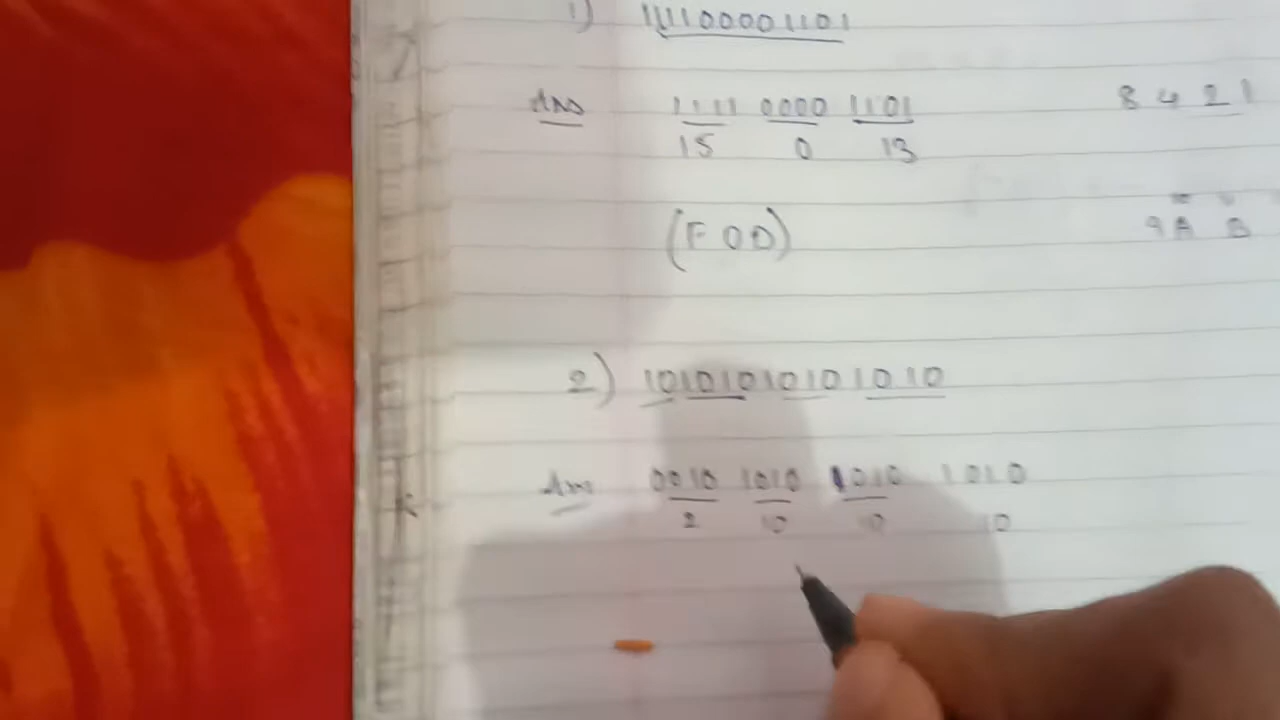 1) 111100001101
Ans 1111 0000 1101 8 4 2 1
15 0 13
(F 0 D) 9 A B
2) 10101010101010
Ans 0010 1010 1010 1010
2 10 10 10